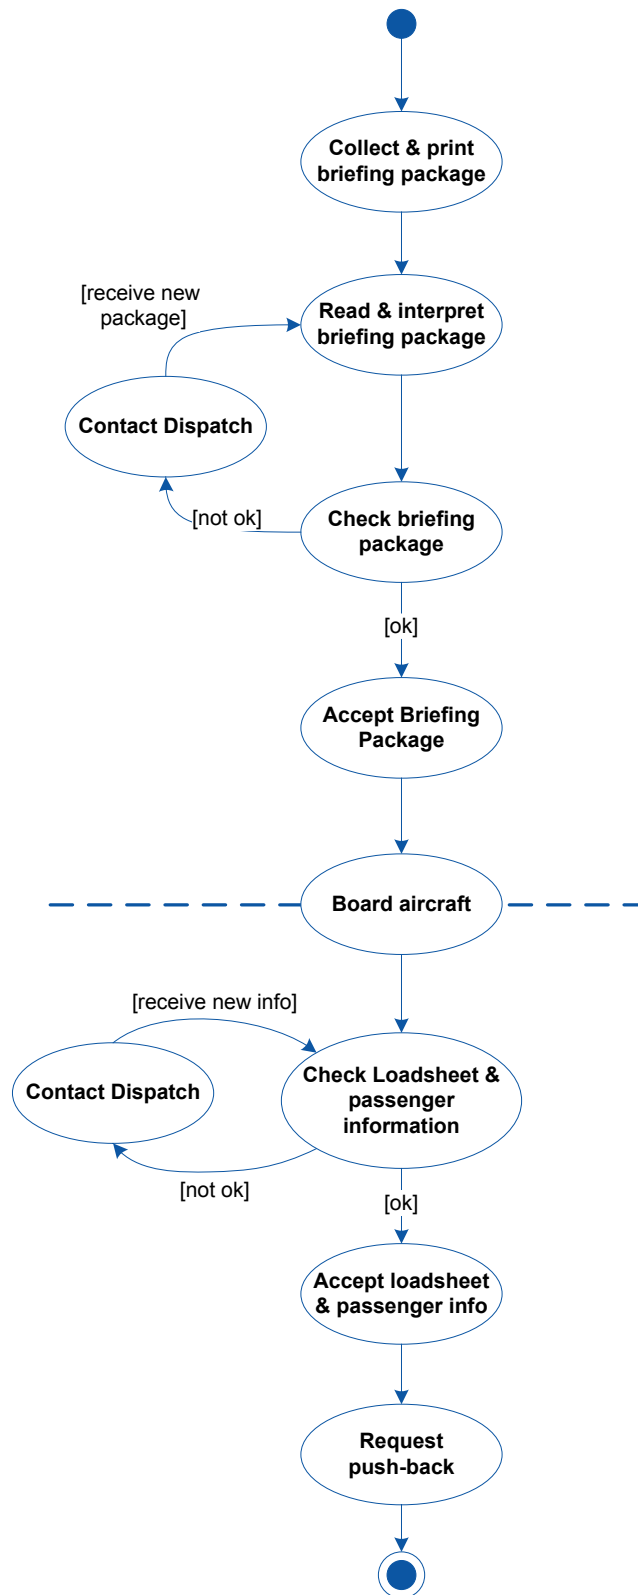 Collect & print
briefing package
[receive new
package]
Read & interpret
briefing package
Contact Dispatch
[not ok]
Check briefing
package
[ok]
Accept Briefing
Package
Board aircraft
[receive new info]
Contact Dispatch
Check Loadsheet &
passenger
information
[not ok]
[ok]
Accept loadsheet
& passenger info
Request
push-back